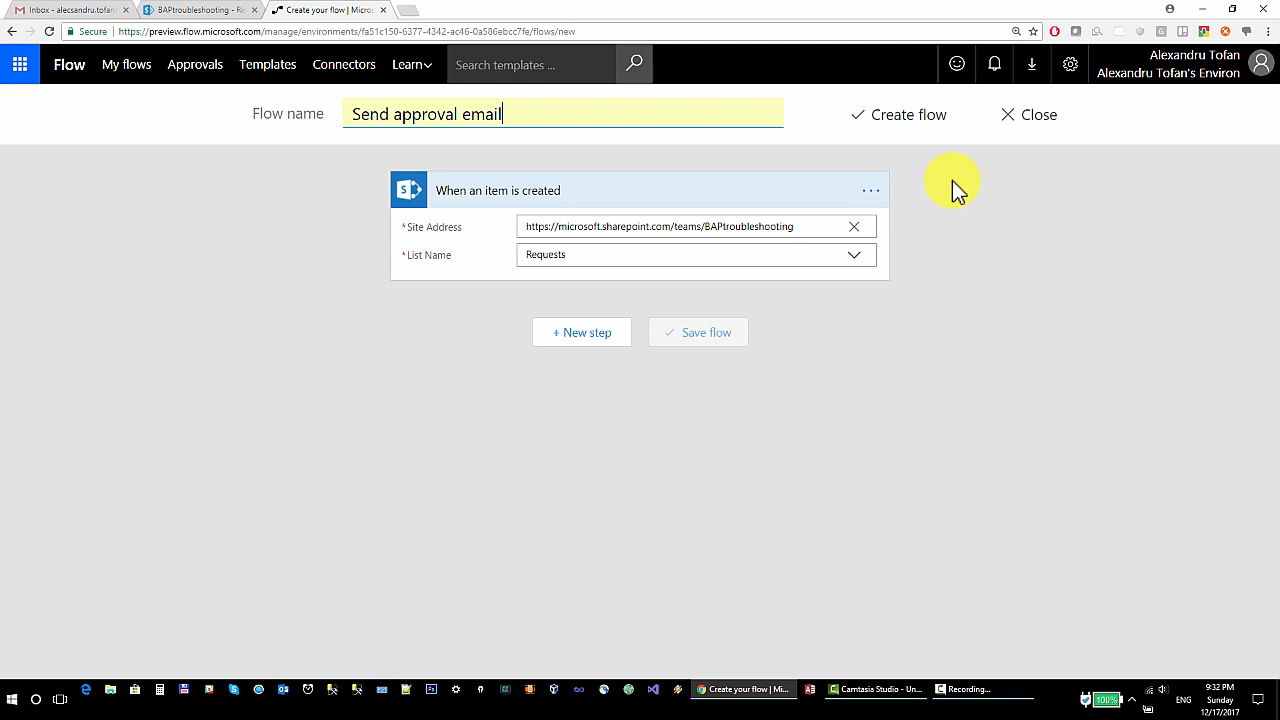 Inbox - alecsandru.tofan
BAPtroubleshooting - Re
Create your flow | Micros
Secure
https://preview.flow.microsoft.com/manage/environments/fa51c150-6377-4342-ac46-0a586ebcc7fe/flows/new
Flow
My flows
Approvals
Templates
Connectors
Learn
Search templates ...
Alexandru Tofan
Alexandru Tofan's Environ
Flow name
Send approval email
Create flow
Close
When an item is created
...
* Site Address
https://microsoft.sharepoint.com/teams/BAPtroubleshooting
* List Name
Requests
+ New step
Save flow
Create your flow | Mi...
Camtasia Studio - Un...
Recording...
100%
ENG
9:32 PM
Sunday
12/17/2017